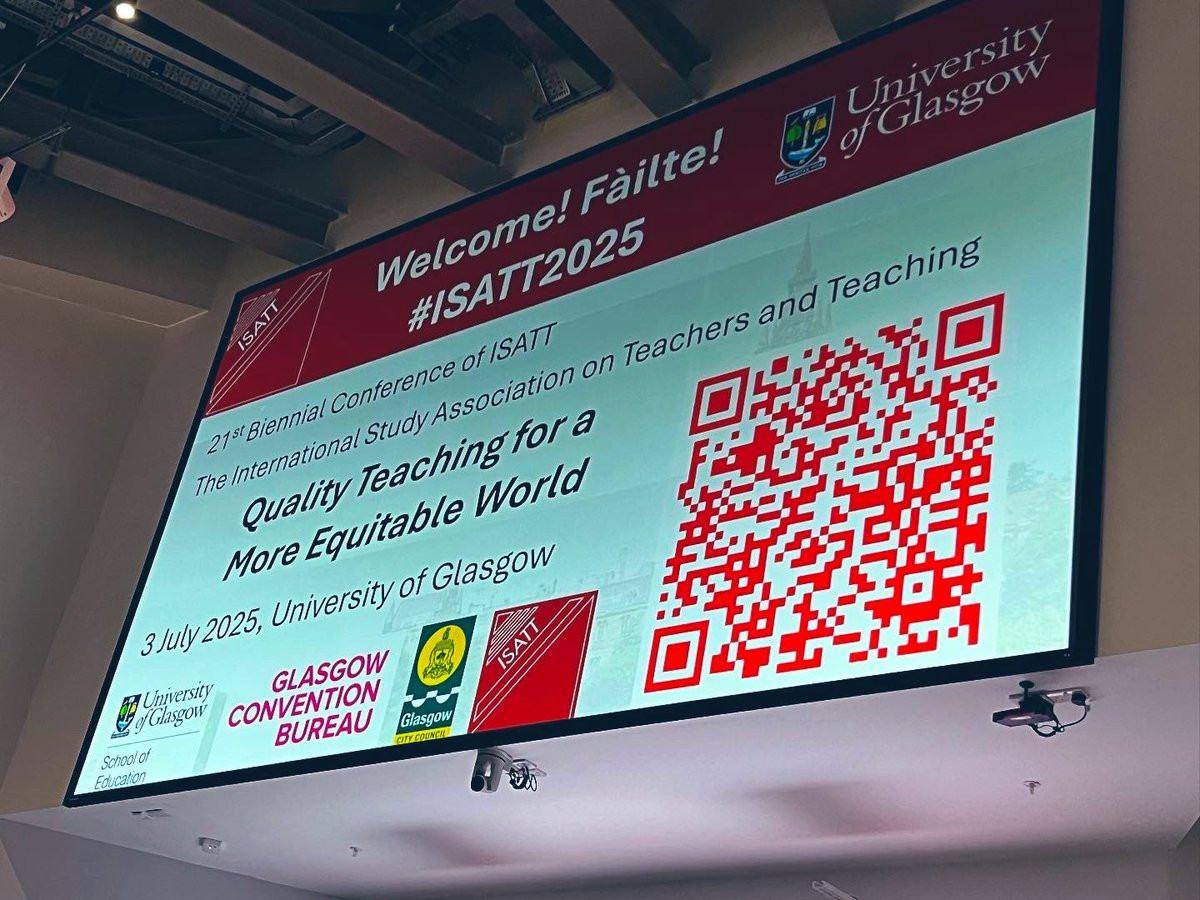 Welcome! Fàilte!
#ISATT2025
University
of Glasgow
ISATT
21st Biennial Conference of ISATT
The International Study Association on Teachers and Teaching
Quality Teaching for a
More Equitable World
3 July 2025, University of Glasgow
University
of Glasgow
School of
Education
GLASGOW
CONVENTION
BUREAU
Glasgow
CITY COUNCIL
ISATT